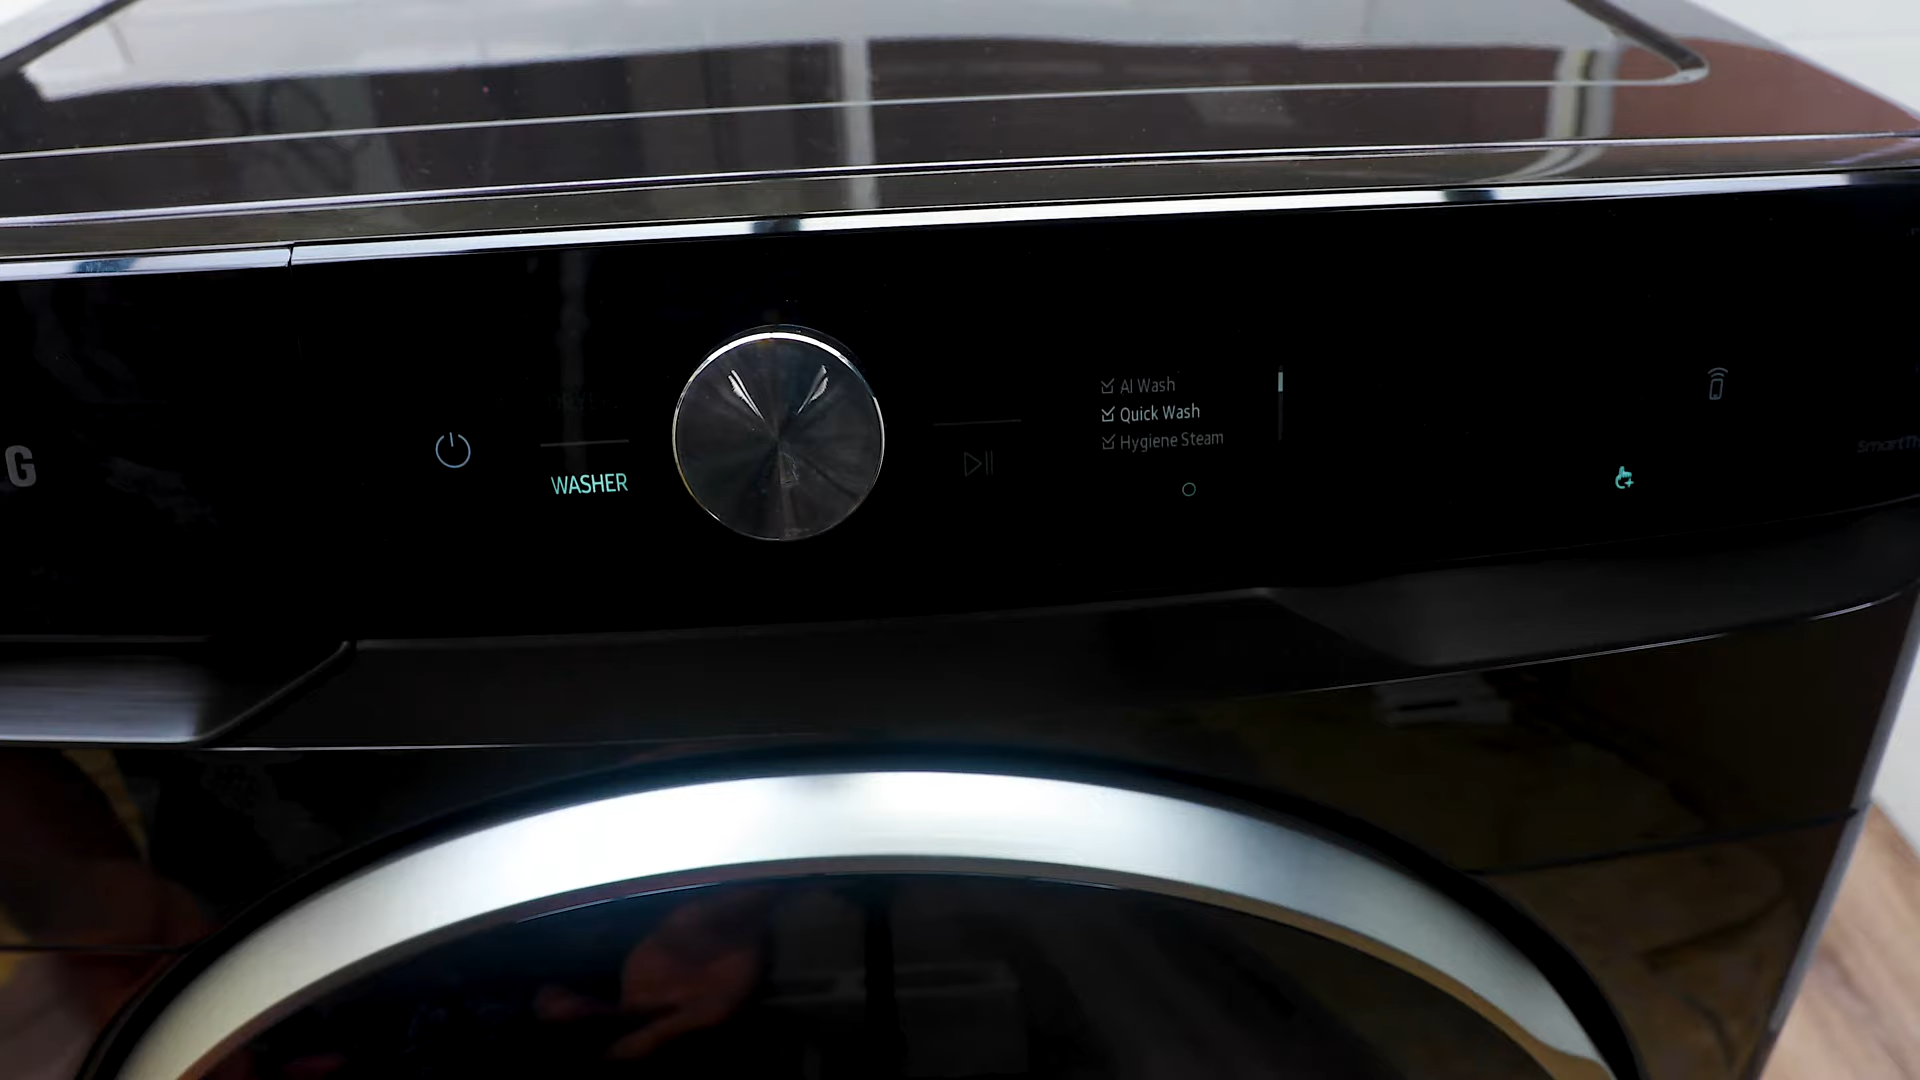 G
WASHER
AI Wash
Quick Wash
Hygiene Steam